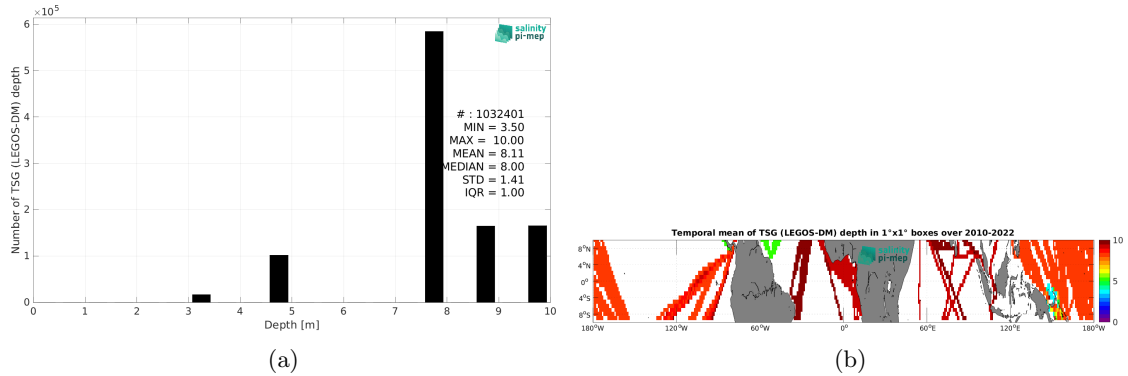 ×10⁵
6
5
4
3
2
1
0
Number of TSG (LEGOS-DM) depth
salinity
pi-mep
# : 1032401
MIN = 3.50
MAX = 10.00
MEAN = 8.11
MEDIAN = 8.00
STD = 1.41
IQR = 1.00
0 1 2 3 4 5 6 7 8 9 10
Depth [m]
(a)
Temporal mean of TSG (LEGOS-DM) depth in 1°x1° boxes over 2010-2022
8°N
4°N
0°
4°S
8°S
salinity
pi-mep
180°W 120°W 60°W 0° 60°E 120°E 180°W
10
5
0
(b)